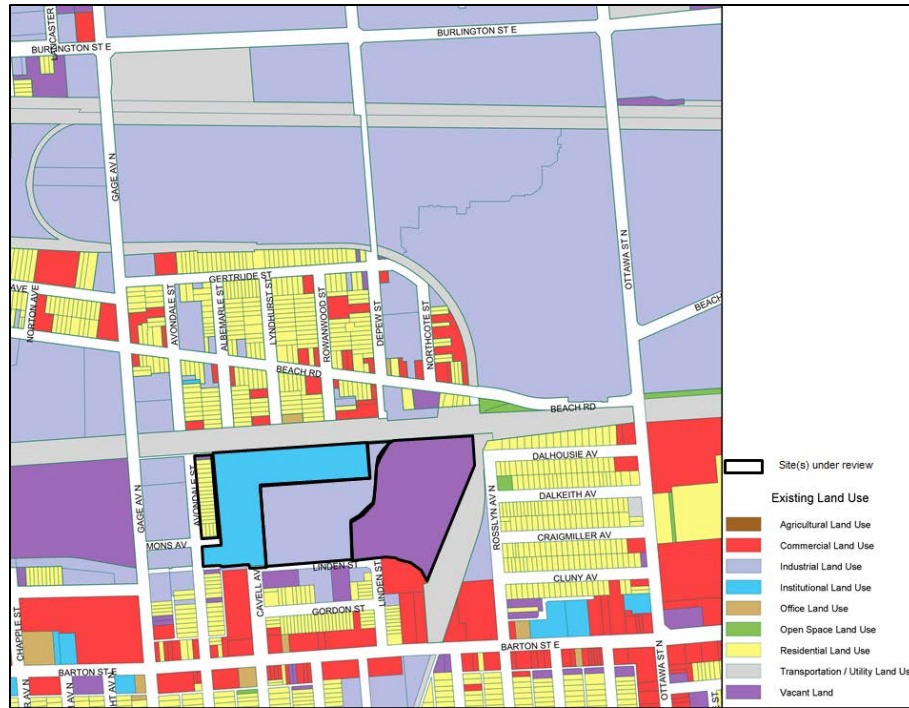 LANCASTER
BURLINGTON ST E
BURLINGTON ST E
GAGE AV N
OTTAWA ST N
GERTRUDE ST
AVE
NORTON AVE
AVONDALE ST
ALBEMARLE ST
LYNDHURST ST
ROWANWOOD ST
DEPEW ST
NORTHCOTE ST
BEACH
BEACH RD
BEACH RD
DALHOUSIE AV
AVONDALE ST
GAGE AV N
ROSSLYN AV N
DALKEITH AV
MONS AV
CRAIGMILLER AV
LINDEN ST
CAVELL AV
LINDEN ST
CLUNY AV
GORDON ST
CHAPPLE ST
BARTON ST E
BARTON ST E
R AV N
AV N
HT AV N
OTTAWA ST N
ST
Site(s) under review
Existing Land Use
Agricultural Land Use
Commercial Land Use
Industrial Land Use
Institutional Land Use
Office Land Use
Open Space Land Use
Residential Land Use
Transportation / Utility Land Us
Vacant Land